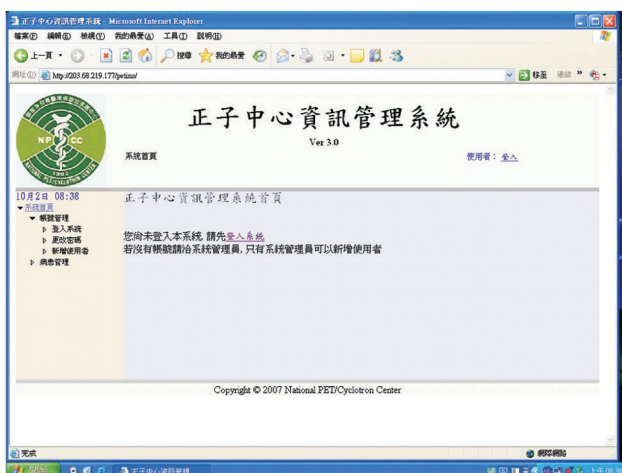 正子中心資訊管理系統 - Microsoft Internet Explorer
檔案(F) 編輯(E) 檢視(V) 我的最愛(A) 工具(T) 說明(H)
上一頁 搜尋 我的最愛
網址(D) http://203.68.219.177/petims/ 移至 連結 »
NP CC
1992
正子中心資訊管理系統
Ver 3.0
系統首頁 使用者： 登入
10月2日 08:38
正子中心資訊管理系統首頁
系統首頁
帳號管理
登入系統
更改密碼
新增使用者
病患管理
您尚未登入本系統, 請先登入系統
若沒有帳號請洽系統管理員, 只有系統管理員可以新增使用者
Copyright © 2007 National PET/Cyclotron Center
完成 網際網路
開始 正子中心資訊管理